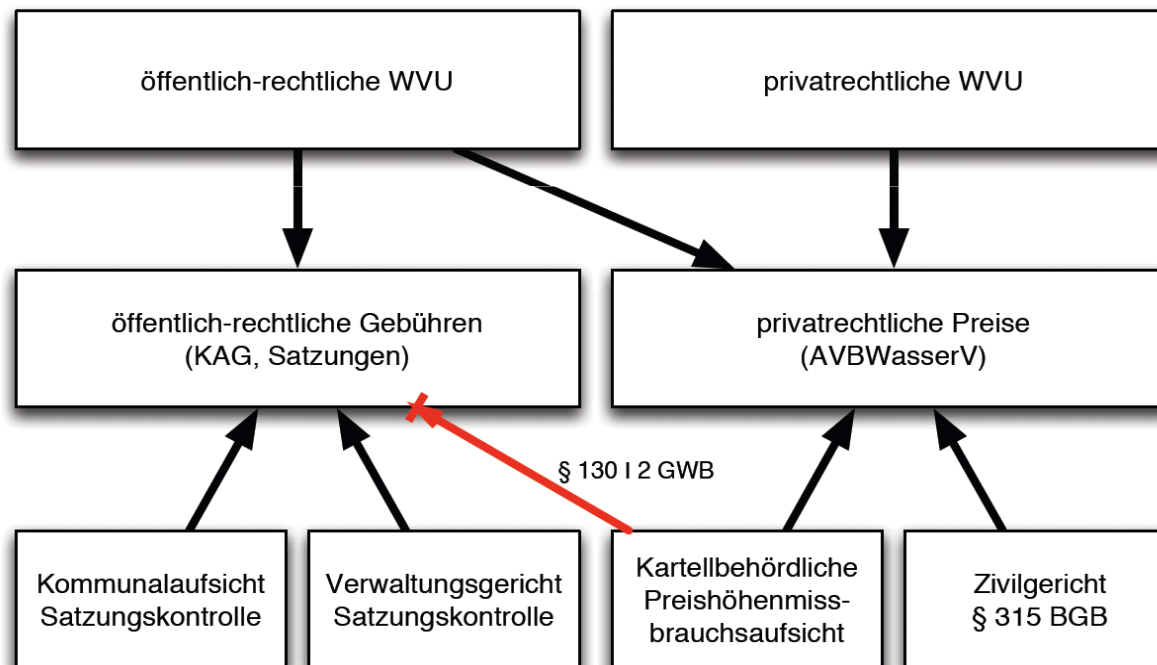 öffentlich-rechtliche WVU
privatrechtliche WVU
öffentlich-rechtliche Gebühren
(KAG, Satzungen)
privatrechtliche Preise
(AVBWasserV)
§ 130 I 2 GWB
Kommunalaufsicht
Satzungskontrolle
Verwaltungsgericht
Satzungskontrolle
Kartellbehördliche
Preishöhenmiss-
brauchsaufsicht
Zivilgericht
§ 315 BGB